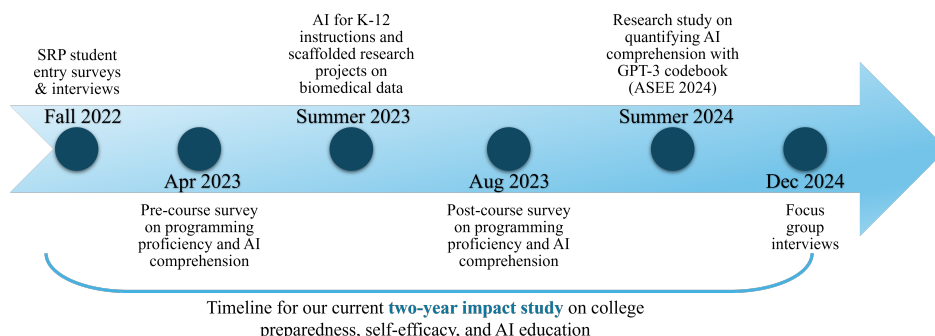 SRP student
entry surveys
& interviews
Fall 2022
Apr 2023
Pre-course survey
on programming
proficiency and AI
comprehension
AI for K-12
instructions and
scaffolded research
projects on
biomedical data
Summer 2023
Aug 2023
Post-course survey
on programming
proficiency and AI
comprehension
Research study on
quantifying AI
comprehension with
GPT-3 codebook
(ASEE 2024)
Summer 2024
Dec 2024
Focus
group
interviews
Timeline for our current two-year impact study on college
preparedness, self-efficacy, and AI education